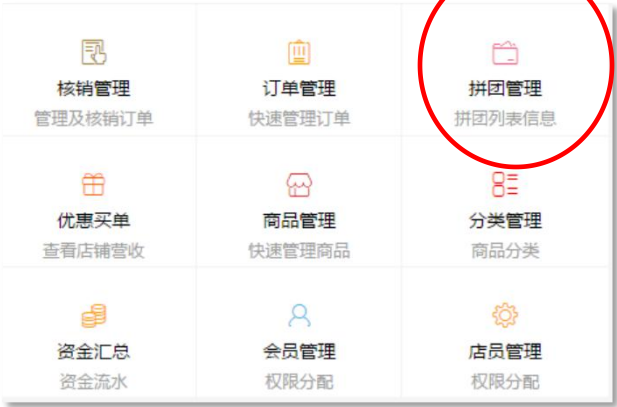 核销管理 订单管理 拼团管理
管理及核销订单 快速管理订单 拼团列表信息
优惠买单 商品管理 分类管理
查看店铺营收 快速管理商品 商品分类
资金汇总 会员管理 店员管理
资金流水 权限分配 权限分配